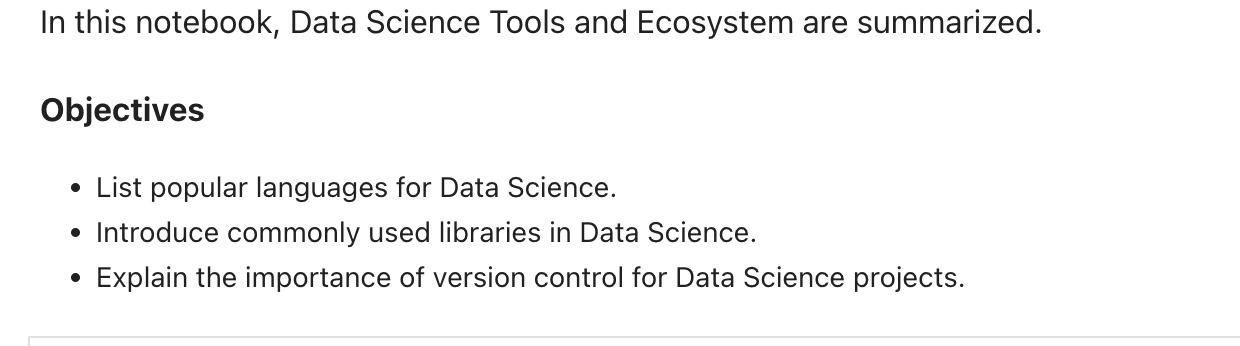 In this notebook, Data Science Tools and Ecosystem are summarized.
Objectives
• List popular languages for Data Science.
• Introduce commonly used libraries in Data Science.
• Explain the importance of version control for Data Science projects.